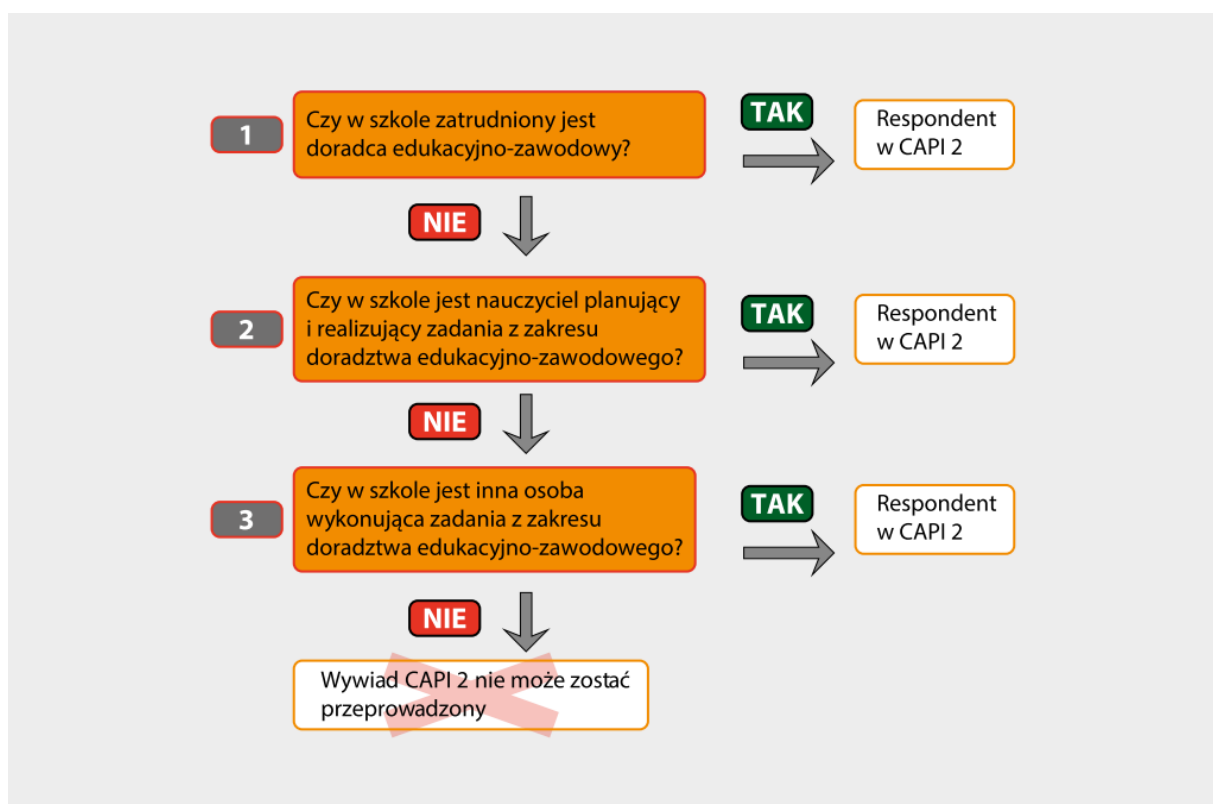 1
Czy w szkole zatrudniony jest
doradca edukacyjno-zawodowy?
TAK
Respondent
w CAPI 2
NIE
2
Czy w szkole jest nauczyciel planujący
i realizujący zadania z zakresu
doradztwa edukacyjno-zawodowego?
TAK
Respondent
w CAPI 2
NIE
3
Czy w szkole jest inna osoba
wykonująca zadania z zakresu
doradztwa edukacyjno-zawodowego?
TAK
Respondent
w CAPI 2
NIE
Wywiad CAPI 2 nie może zostać
przeprowadzony